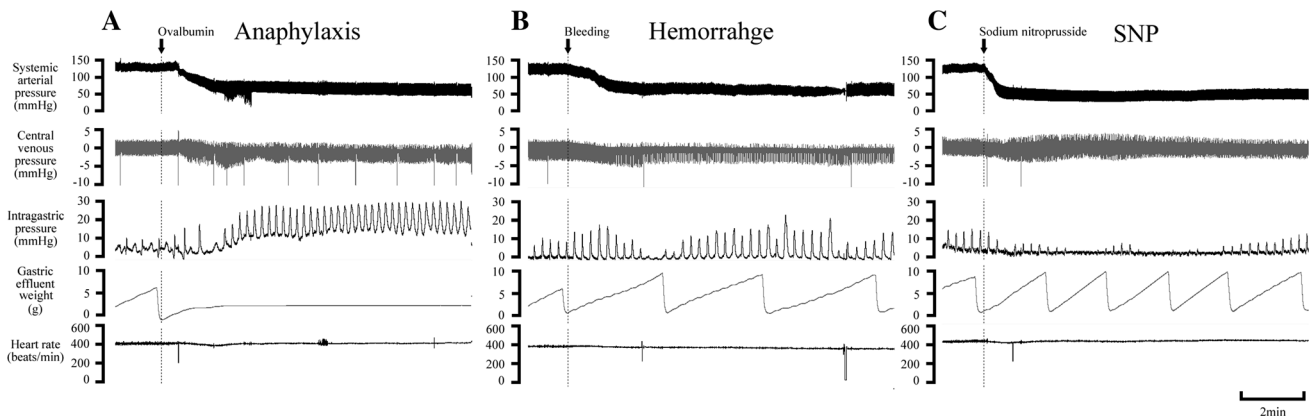 A
Ovalbumin
Anaphylaxis
B
Bleeding
Hemorrahge
C
Sodium nitroprusside
SNP
Systemic
arterial
pressure
(mmHg)
150
100
50
0
150
100
50
0
150
100
50
0
Central
venous
pressure
(mmHg)
5
0
-5
-10
5
0
-5
-10
5
0
-5
-10
Intragastric
pressure
(mmHg)
30
20
10
0
30
20
10
0
30
20
10
0
Gastric
effluent
weight
(g)
10
5
0
10
5
0
10
5
0
Heart rate
(beats/min)
600
400
200
0
600
400
200
0
600
400
200
0
2min